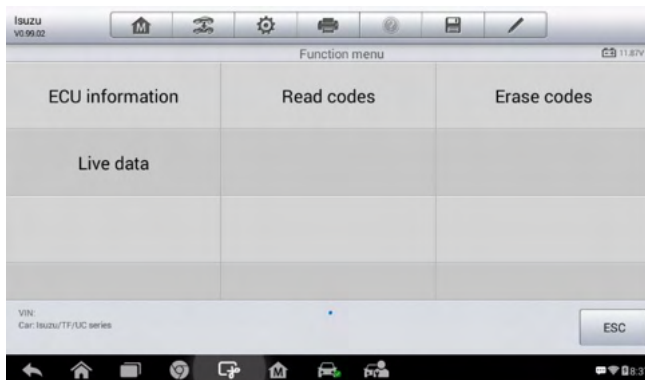 Isuzu
V0.99.02
Function menu
11.87V
ECU information
Read codes
Erase codes
Live data
VIN:
Car: Isuzu/TF/UC series
ESC